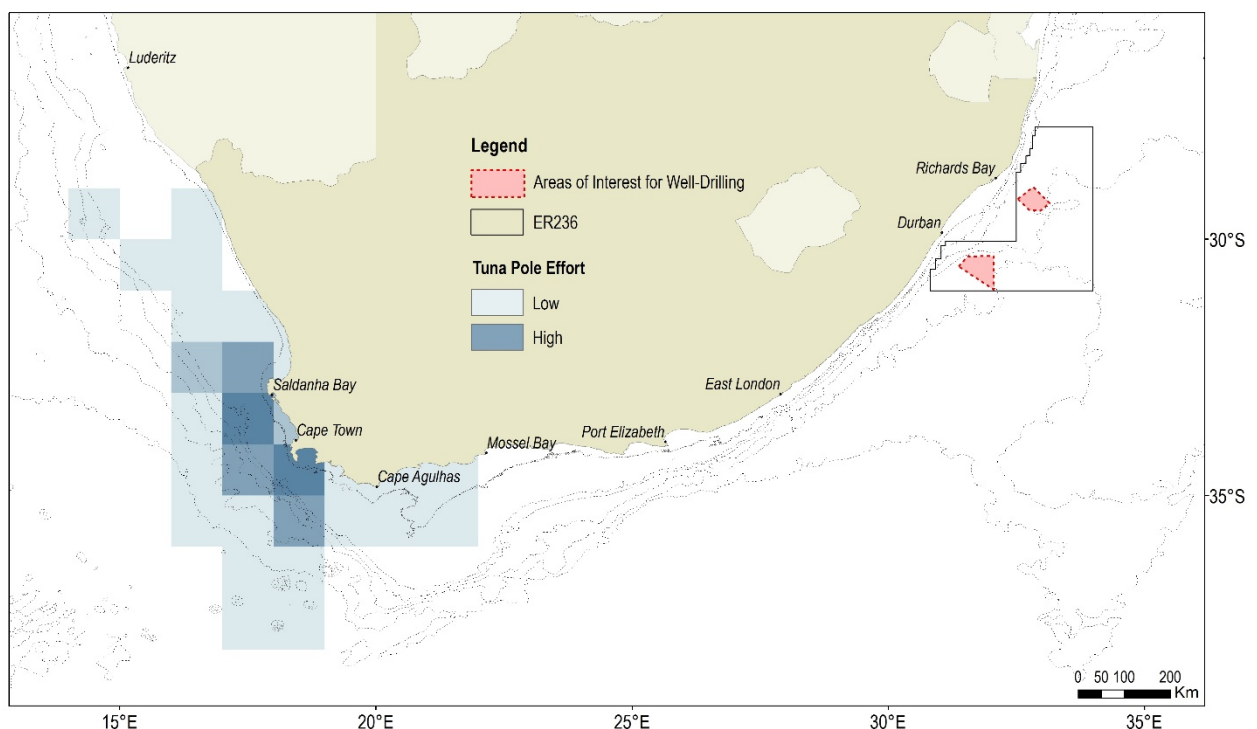 Luderitz
Legend
Areas of Interest for Well-Drilling
ER236
Tuna Pole Effort
Low
High
Richards Bay
Durban
30°S
Saldanha Bay
East London
Cape Town
Port Elizabeth
Mossel Bay
Cape Agulhas
35°S
0 50 100 200
Km
15°E 20°E 25°E 30°E 35°E